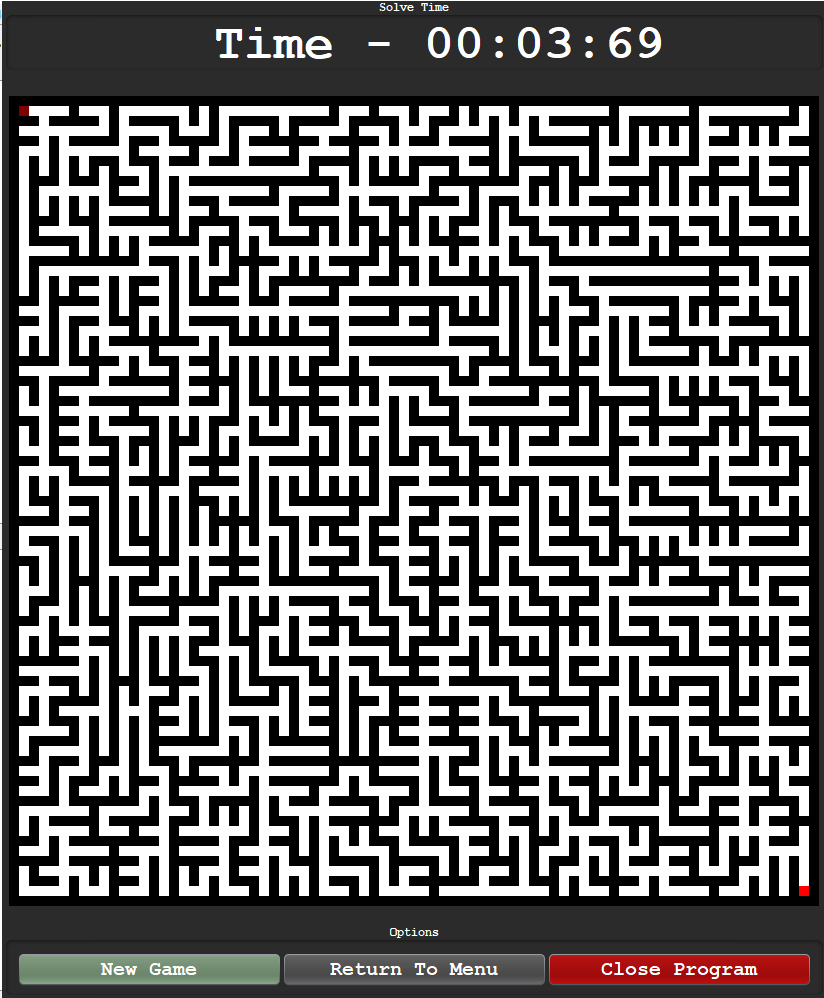 Solve Time
Time - 00:03:69
Options
New Game
Return To Menu
Close Program